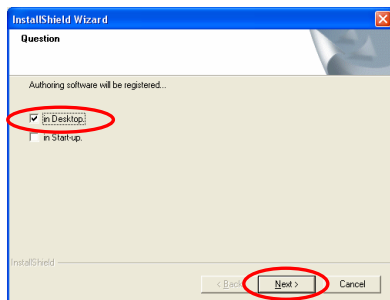 InstallShield Wizard
Question
Authoring software will be registered...
in Desktop.
in Start-up.
InstallShield
< Back Next > Cancel